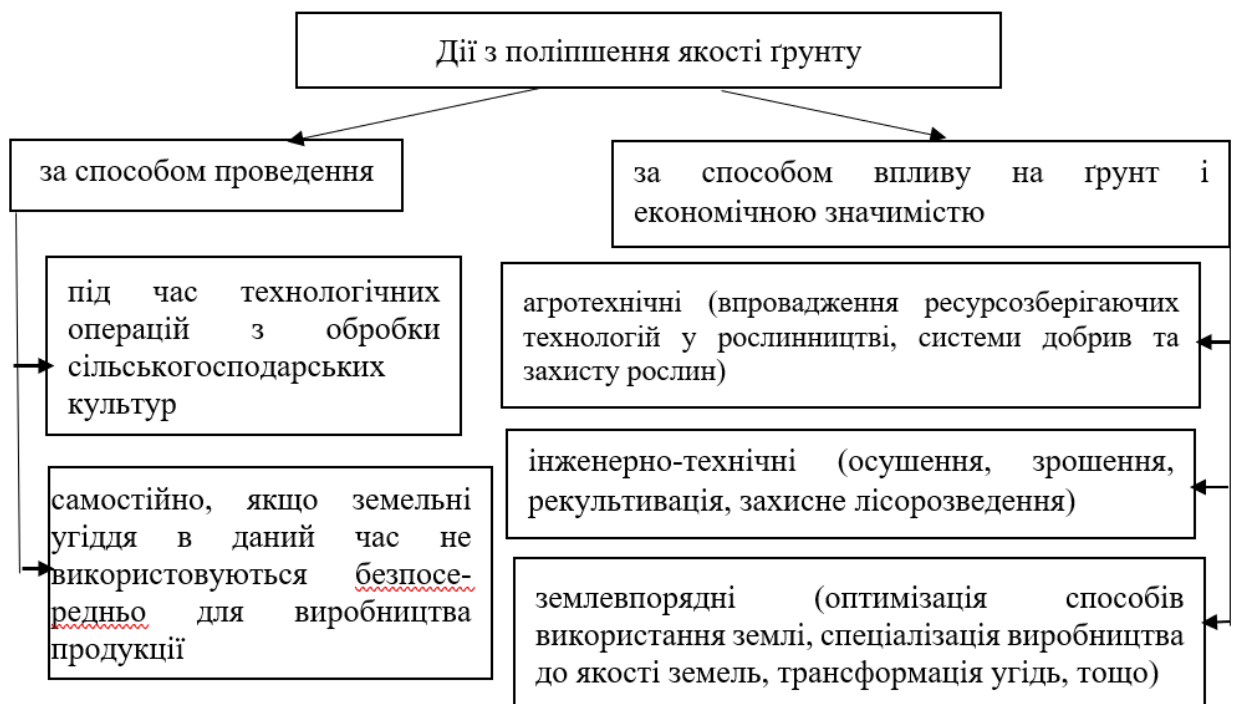 Дії з поліпшення якості ґрунту
за способом проведення
під час технологічних
операцій з обробки
сільськогосподарських
культур
самостійно, якщо земельні
угіддя в даний час не
використовуються безпосе-
редньо для виробництва
продукції
за способом впливу на ґрунт і
економічною значимістю
агротехнічні (впровадження ресурсозберігаючих
технологій у рослинництві, системи добрив та
захисту рослин)
інженерно-технічні (осушення, зрошення,
рекультивація, захисне лісорозведення)
землевпорядні (оптимізація способів
використання землі, спеціалізація виробництва
до якості земель, трансформація угідь, тощо)